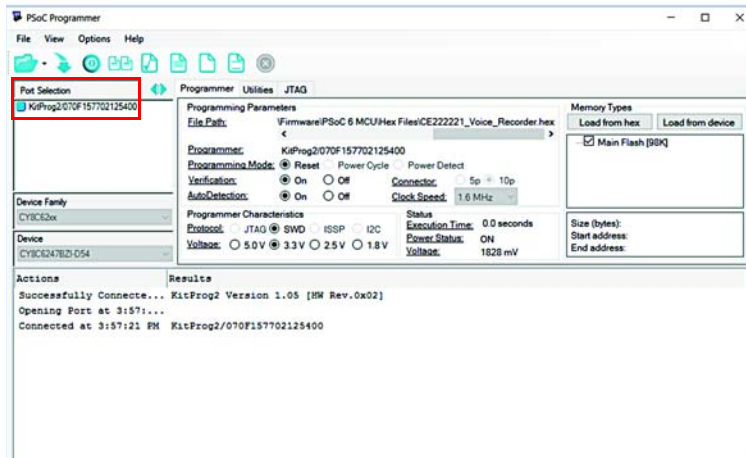 PSoC Programmer
File View Options Help
Port Selection
Programmer Utilities JTAG
KitProg2/070F157702125400
Programming Parameters
File Path: \Firmware\PSoC 6 MCU\Hex Files\CE222221_Voice_Recorder.hex
Programmer: KitProg2/070F157702125400
Programming Mode: Reset Power Cycle Power Detect
Verification: On Off Connector: 5p 10p
AutoDetection: On Off Clock Speed: 1.6 MHz
Memory Types
Load from hex Load from device
Main Flash [98K]
Device Family
CY8C62xx
Device
CY8C6247BZI-D54
Programmer Characteristics
Protocol: JTAG SWD ISSP I2C
Voltage: 5.0 V 3.3 V 2.5 V 1.8 V
Status
Execution Time: 0.0 seconds
Power Status: ON
Voltage: 1828 mV
Size (bytes):
Start address:
End address:
Actions Results
Successfully Connecte... KitProg2 Version 1.05 [HW Rev.0x02]
Opening Port at 3:57:...
Connected at 3:57:21 PM KitProg2/070F157702125400